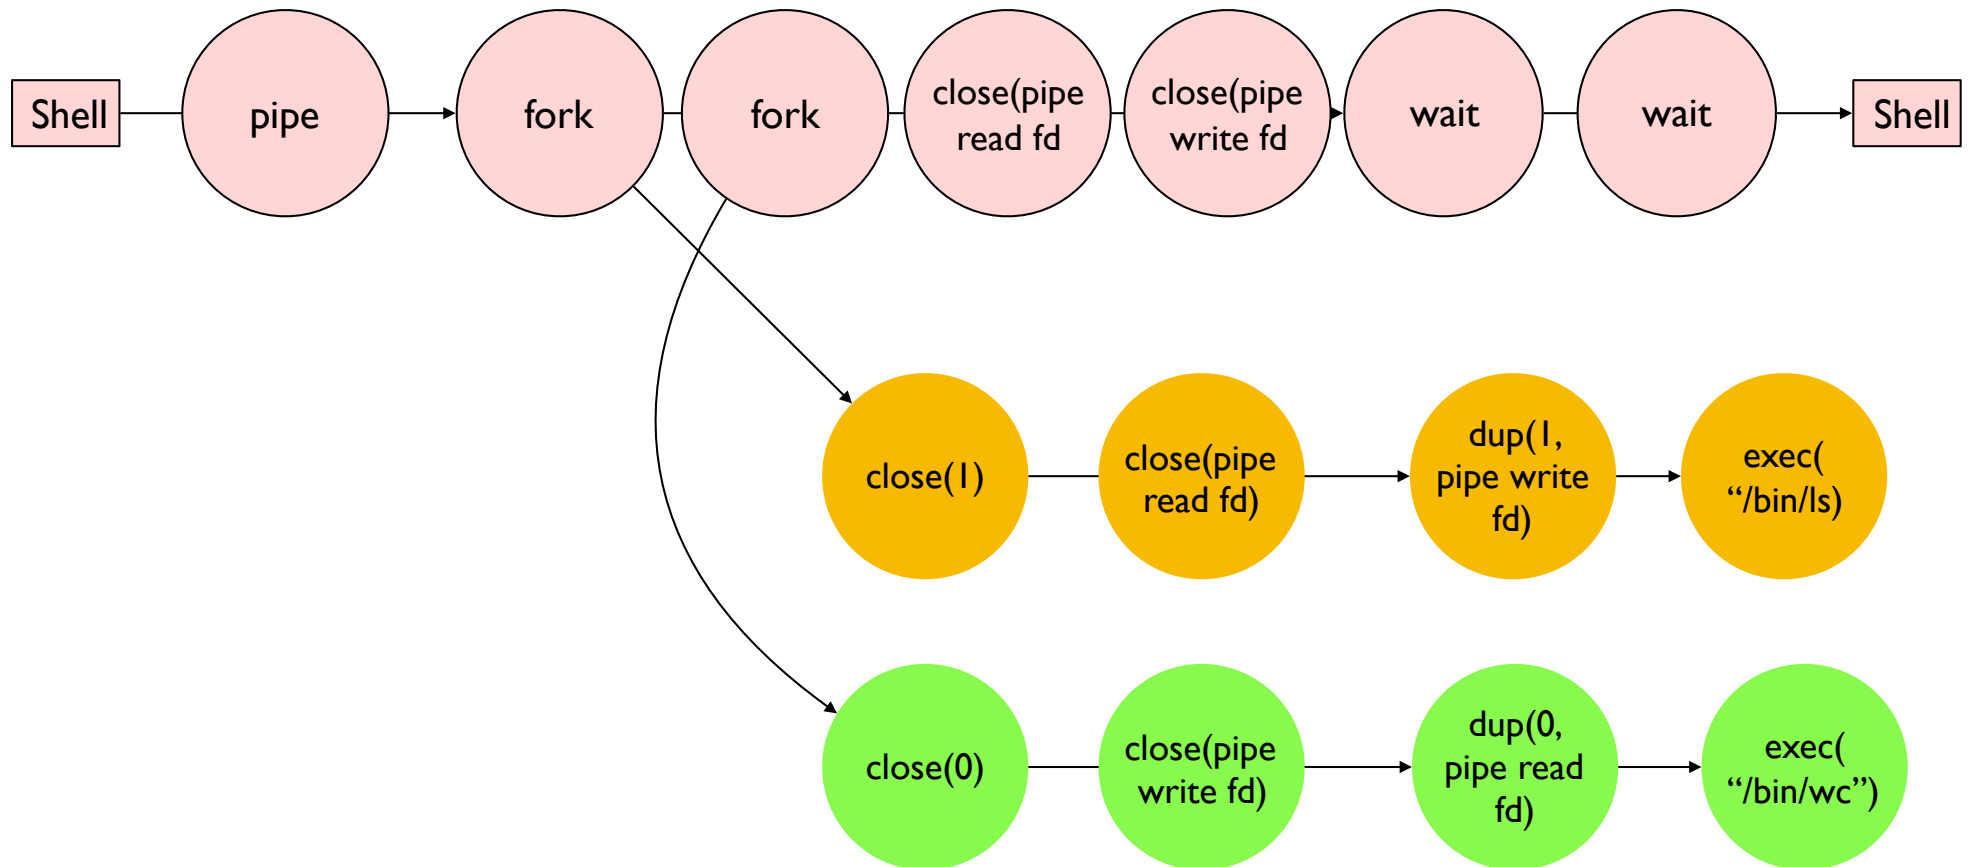 Shell
pipe
fork
fork
close(pipe
read fd
close(pipe
write fd
wait
wait
Shell
close(1)
close(pipe
read fd)
dup(1,
pipe write
fd)
exec(
“/bin/ls)
close(0)
close(pipe
write fd)
dup(0,
pipe read
fd)
exec(
“/bin/wc”)